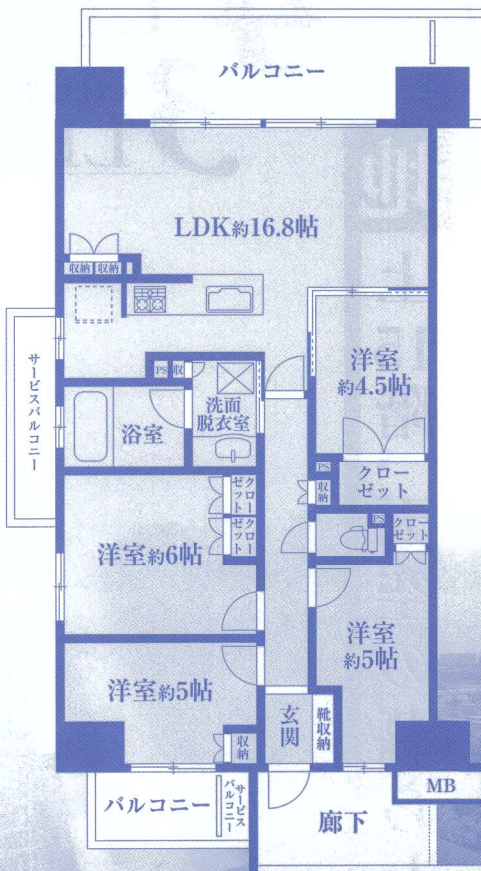 バルコニー
LDK約16.8帖
収納
収納
サービスバルコニー
PS
収
洗面
脱衣室
浴室
洋室
約4.5帖
クロー
ゼット
PS
収納
PS
クロー
ゼット
クロー
ゼット
クロー
ゼット
洋室約6帖
洋室
約5帖
洋室約5帖
収納
玄関
靴収納
バルコニー
サービス
バルコニー
廊下
MB